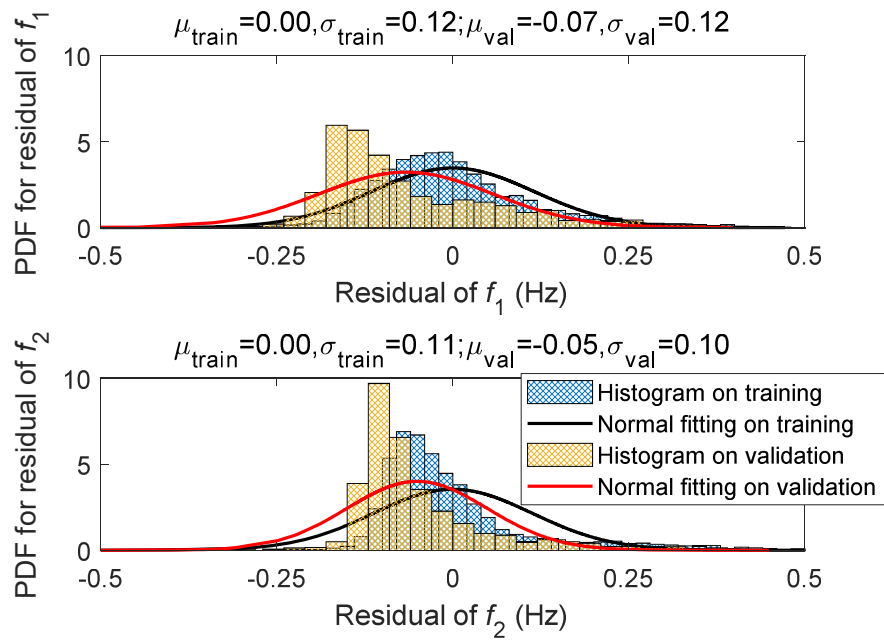 μtrain=0.00,σtrain=0.12;μval=-0.07,σval=0.12
PDF for residual of f1
10
5
0
-0.5 -0.25 0 0.25 0.5
Residual of f1 (Hz)
μtrain=0.00,σtrain=0.11;μval=-0.05,σval=0.10
PDF for residual of f2
10
5
0
Histogram on training
Normal fitting on training
Histogram on validation
Normal fitting on validation
-0.5 -0.25 0 0.25 0.5
Residual of f2 (Hz)